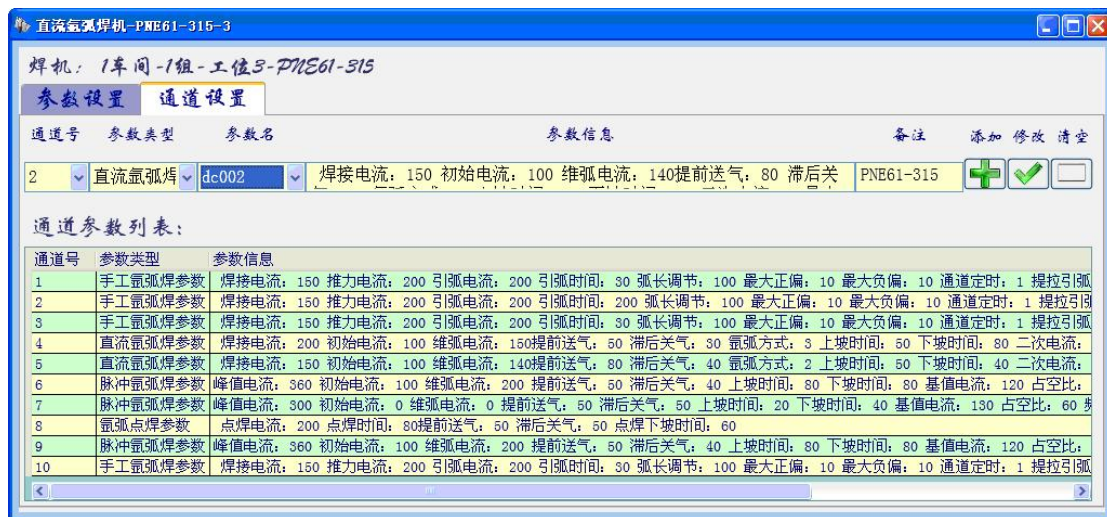 直流氩弧焊机-PNE61-315-3
焊机: 1车间-1组-工位3-PNE61-315
参数设置 通道设置
通道号 参数类型 参数名 参数信息 备注 添加 修改 清空
2 直流氩弧焊 dc002 焊接电流: 150 初始电流: 100 维弧电流: 140提前送气: 80 滞后关 PNE61-315
通道参数列表:
通道号 参数类型 参数信息
1 手工氩弧焊参数 焊接电流: 150 推力电流: 200 引弧电流: 200 引弧时间: 30 弧长调节: 100 最大正偏: 10 最大负偏: 10 通道定时: 1 提拉引弧
2 手工氩弧焊参数 焊接电流: 150 推力电流: 200 引弧电流: 200 引弧时间: 200 弧长调节: 100 最大正偏: 10 最大负偏: 10 通道定时: 1 提拉引弧
3 手工氩弧焊参数 焊接电流: 150 推力电流: 200 引弧电流: 200 引弧时间: 30 弧长调节: 100 最大正偏: 10 最大负偏: 10 通道定时: 1 提拉引弧
4 直流氩弧焊参数 焊接电流: 200 初始电流: 100 维弧电流: 150提前送气: 50 滞后关气: 30 氩弧方式: 3 上坡时间: 50 下坡时间: 80 二次电流:
5 直流氩弧焊参数 焊接电流: 150 初始电流: 100 维弧电流: 140提前送气: 80 滞后关气: 40 氩弧方式: 2 上坡时间: 50 下坡时间: 40 二次电流:
6 脉冲氩弧焊参数 峰值电流: 360 初始电流: 100 维弧电流: 200 提前送气: 50 滞后关气: 40 上坡时间: 80 下坡时间: 80 基值电流: 120 占空比:
7 脉冲氩弧焊参数 峰值电流: 300 初始电流: 0 维弧电流: 0 提前送气: 50 滞后关气: 50 上坡时间: 20 下坡时间: 40 基值电流: 130 占空比: 60 频
8 氩弧点焊参数 点焊电流: 200 点焊时间: 80提前送气: 50 滞后关气: 50 点焊下坡时间: 60
9 脉冲氩弧焊参数 峰值电流: 360 初始电流: 100 维弧电流: 200 提前送气: 50 滞后关气: 40 上坡时间: 80 下坡时间: 80 基值电流: 120 占空比:
10 手工氩弧焊参数 焊接电流: 150 推力电流: 200 引弧电流: 200 引弧时间: 30 弧长调节: 100 最大正偏: 10 最大负偏: 10 通道定时: 1 提拉引弧